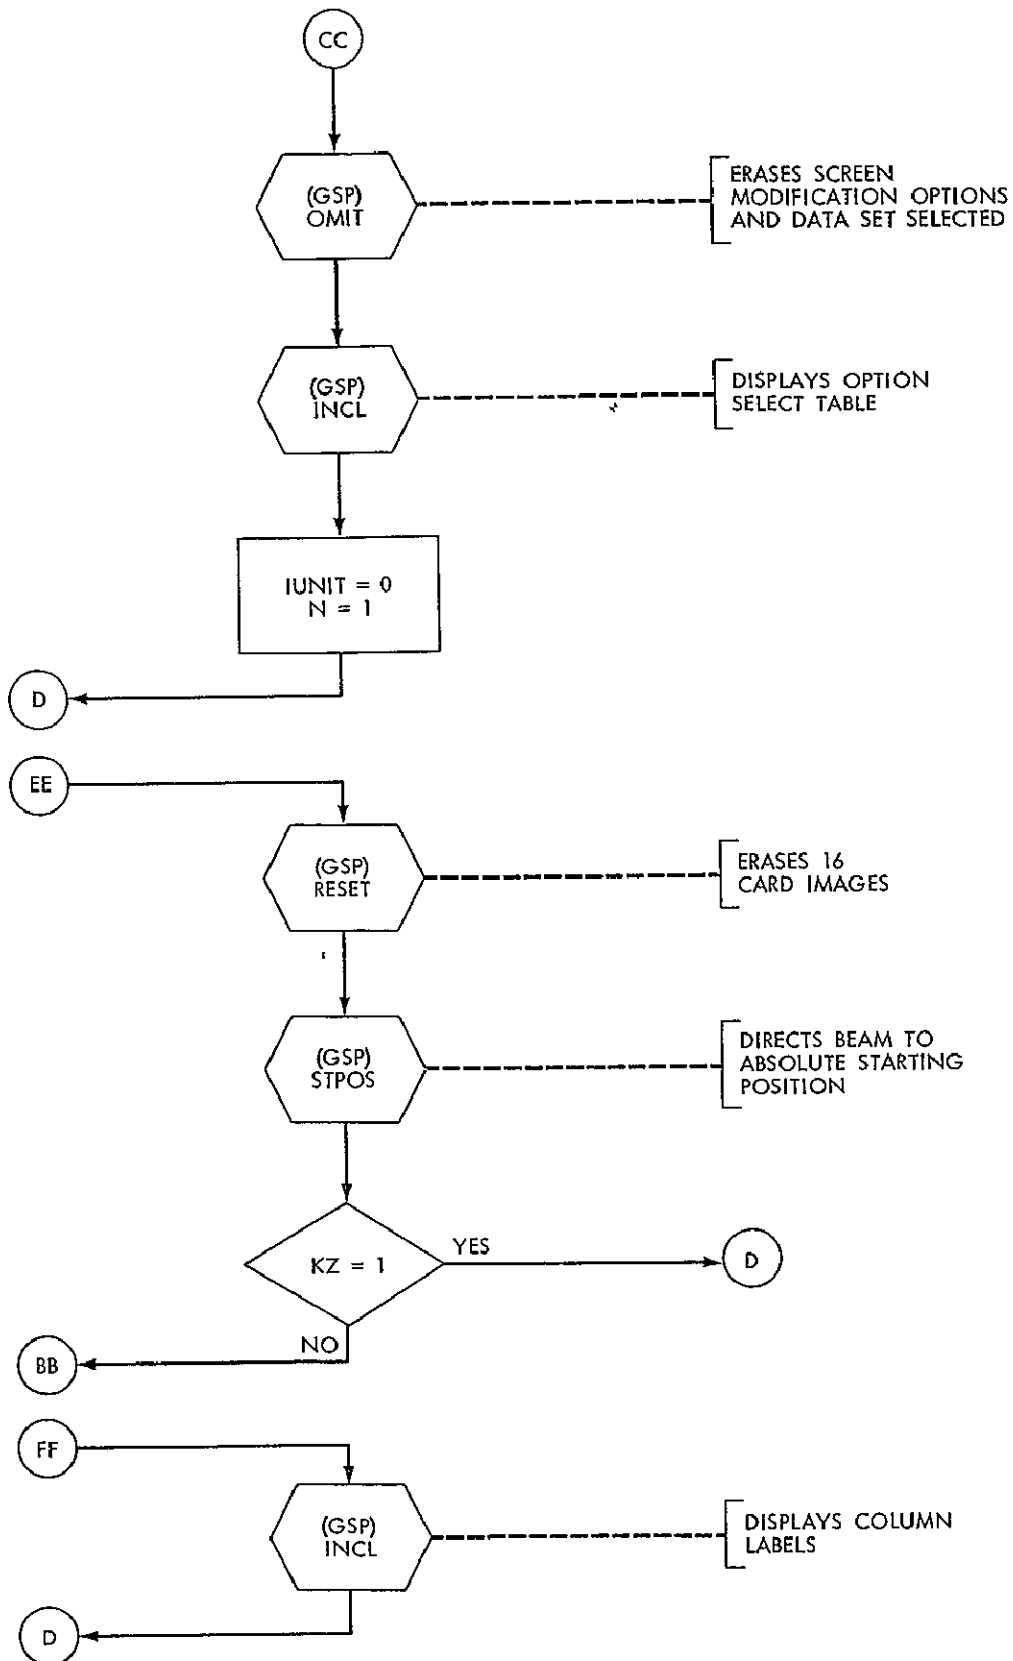 CC
(GSP)
OMIT
ERASES SCREEN
MODIFICATION OPTIONS
AND DATA SET SELECTED
(GSP)
INCL
DISPLAYS OPTION
SELECT TABLE
IUNIT = 0
N = 1
D
EE
(GSP)
RESET
ERASES 16
CARD IMAGES
(GSP)
STPOS
DIRECTS BEAM TO
ABSOLUTE STARTING
POSITION
KZ = 1
YES
D
NO
BB
FF
(GSP)
INCL
DISPLAYS COLUMN
LABELS
D